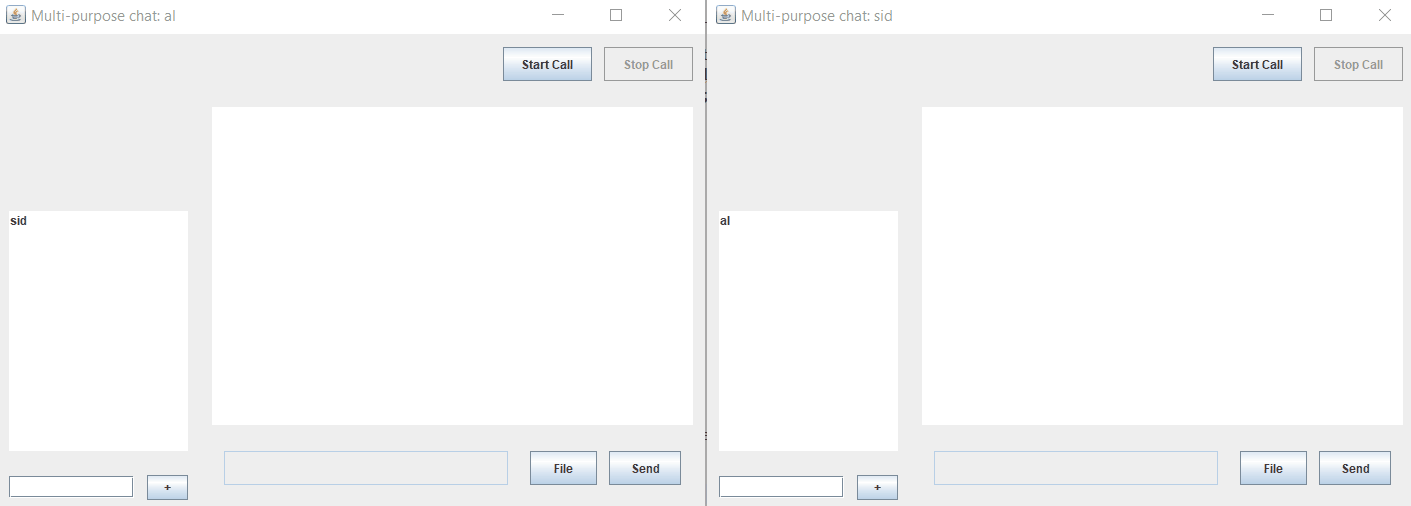 Multi-purpose chat: al
Start Call
Stop Call
sid
File
Send
+
Multi-purpose chat: sid
Start Call
Stop Call
al
File
Send
+